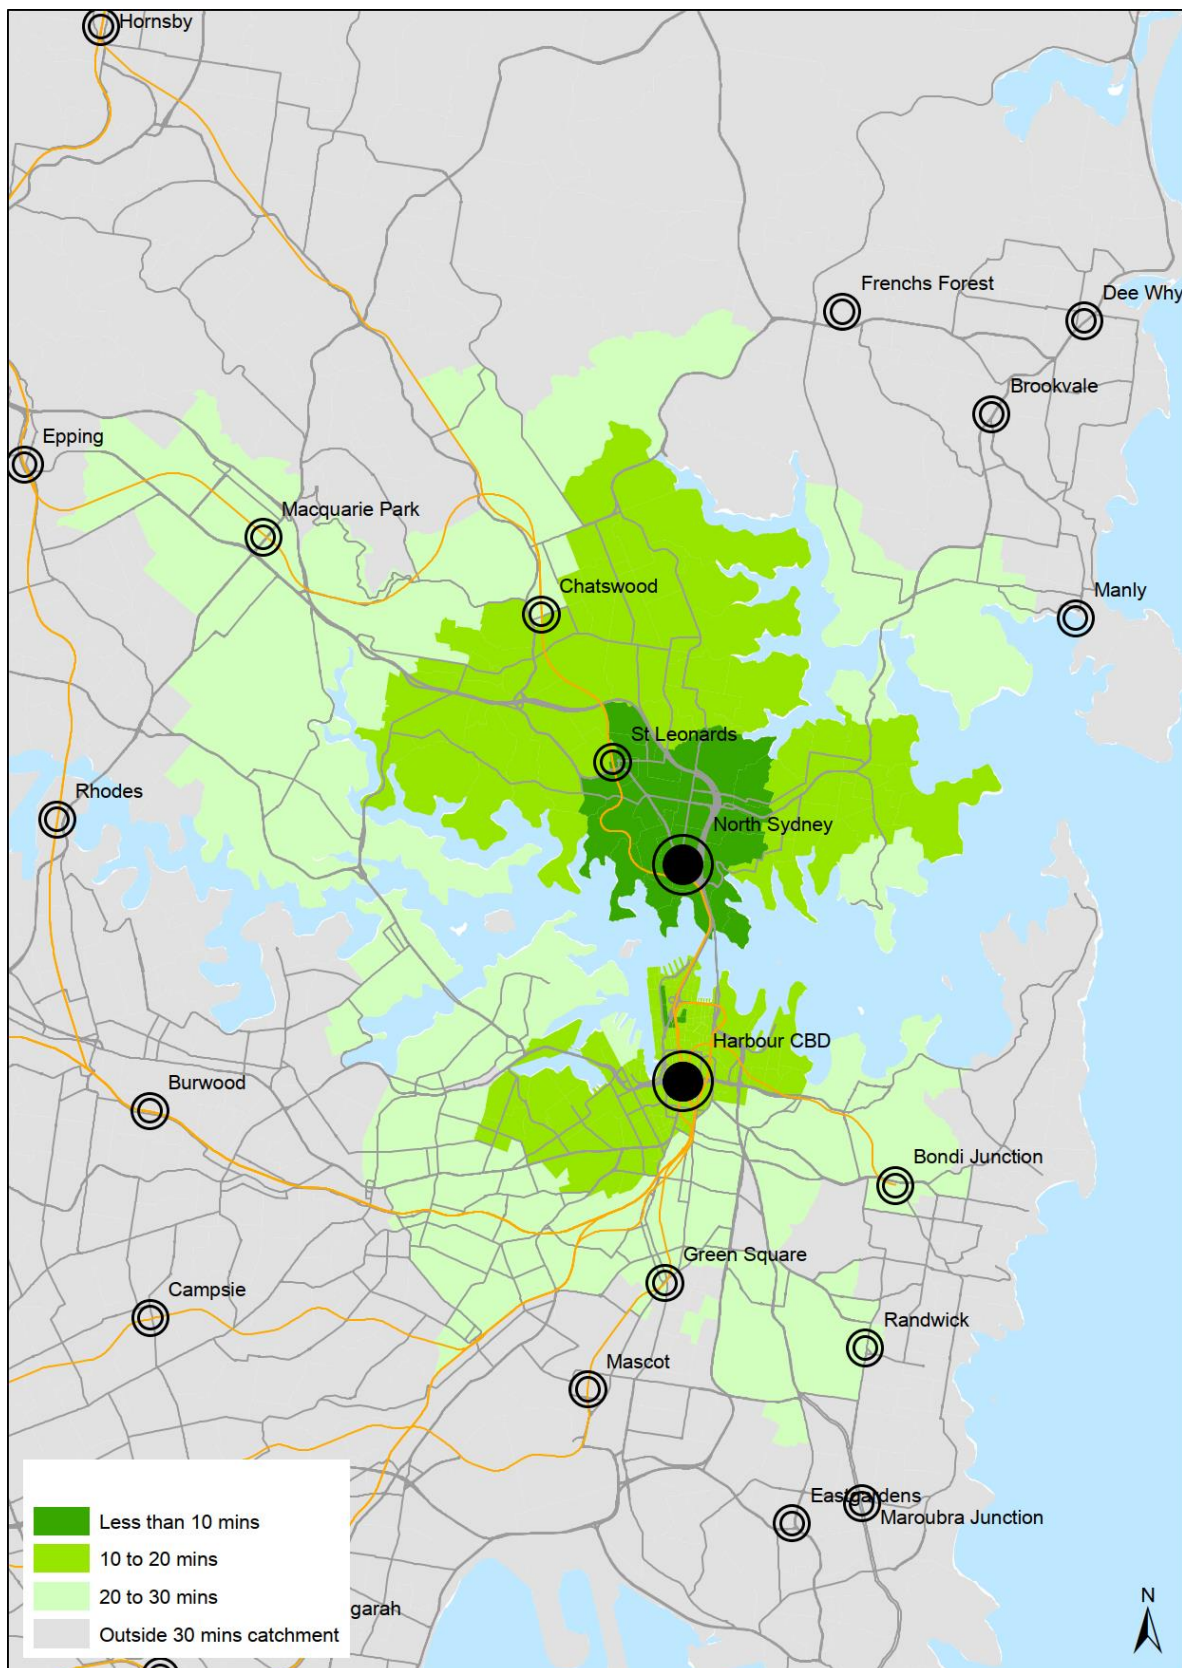 Hornsby
Frenchs Forest
Dee Why
Brookvale
Epping
Macquarie Park
Chatswood
Manly
St Leonards
Rhodes
North Sydney
Harbour CBD
Burwood
Bondi Junction
Green Square
Campsie
Randwick
Mascot
Eastgardens
Maroubra Junction
Less than 10 mins
10 to 20 mins
20 to 30 mins
garah
Outside 30 mins catchment
N